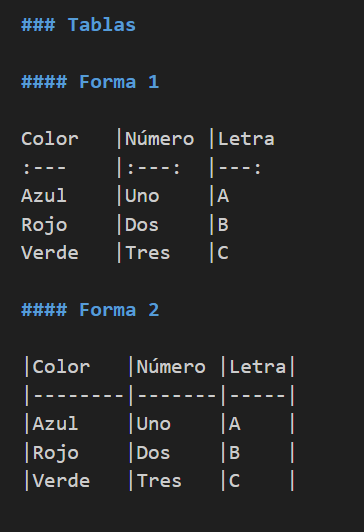 ### Tablas
#### Forma 1
Color   |Número |Letra
:---    |:---:  |---:
Azul    |Uno    |A
Rojo    |Dos    |B
Verde   |Tres   |C
#### Forma 2
|Color   |Número |Letra|
|--------|-------|-----|
|Azul    |Uno    |A    |
|Rojo    |Dos    |B    |
|Verde   |Tres   |C    |